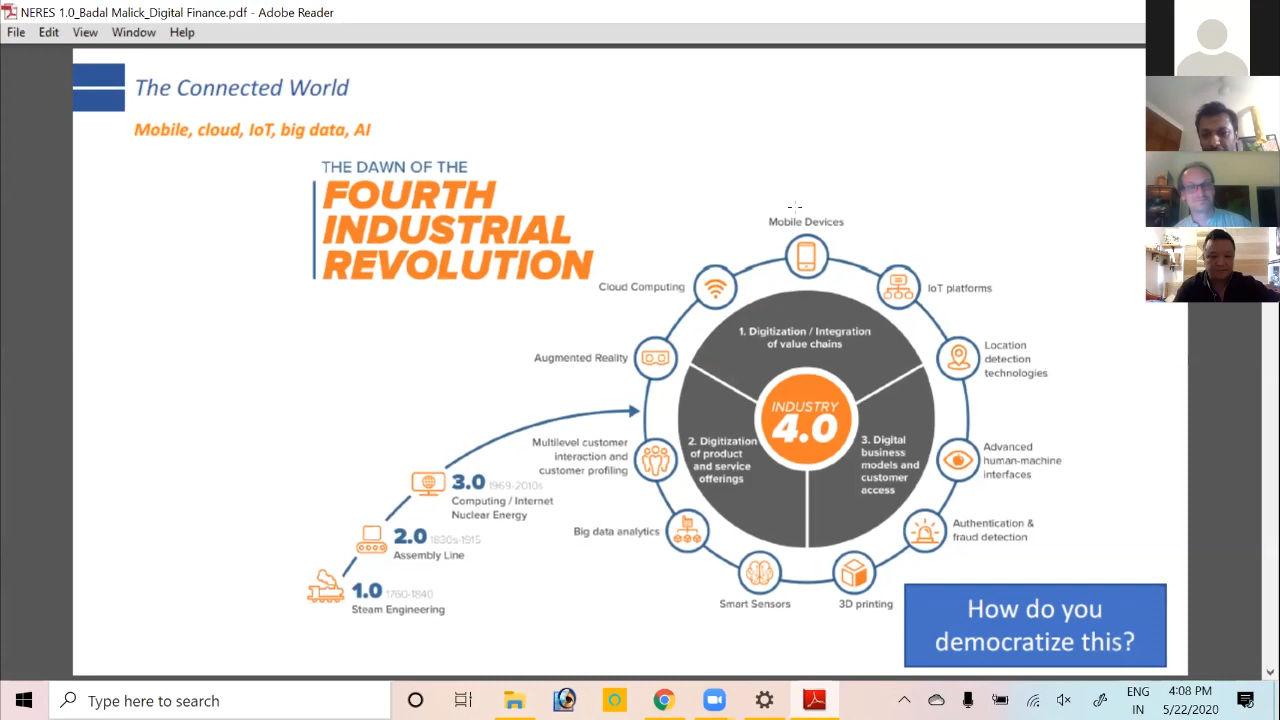 NERES 1.0_Badal Malick_Digital Finance.pdf - Adobe Reader
File Edit View Window Help
The Connected World
Mobile, cloud, IoT, big data, AI
THE DAWN OF THE
FOURTH
INDUSTRIAL
REVOLUTION
Mobile Devices
Cloud Computing
IoT platforms
Augmented Reality
Location
detection
technologies
Multilevel customer
interaction and
customer profiling
Advanced
human-machine
interfaces
Big data analytics
Authentication &
fraud detection
Smart Sensors
3D printing
1. Digitization / Integration
of value chains
2. Digitization
of product
and service
offerings
3. Digital
business
models and
customer
access
INDUSTRY
4.0
3.0 1969-2010s
Computing / Internet
Nuclear Energy
2.0 1830s-1915
Assembly Line
1.0 1760-1840
Steam Engineering
How do you
democratize this?
Type here to search
ENG
IN
4:08 PM
5/22/2020